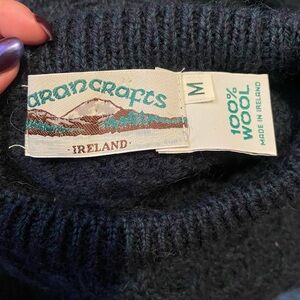 arancrafts
IRELAND
M
100%
WOOL
MADE IN IRELAND